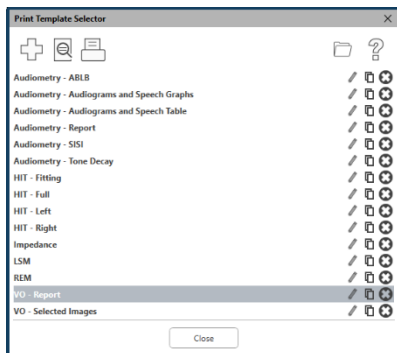 Print Template Selector
Audiometry - ABLB
Audiometry - Audiograms and Speech Graphs
Audiometry - Audiograms and Speech Table
Audiometry - Report
Audiometry - SISI
Audiometry - Tone Decay
HIT - Fitting
HIT - Full
HIT - Left
HIT - Right
Impedance
LSM
REM
VO - Report
VO - Selected Images
Close